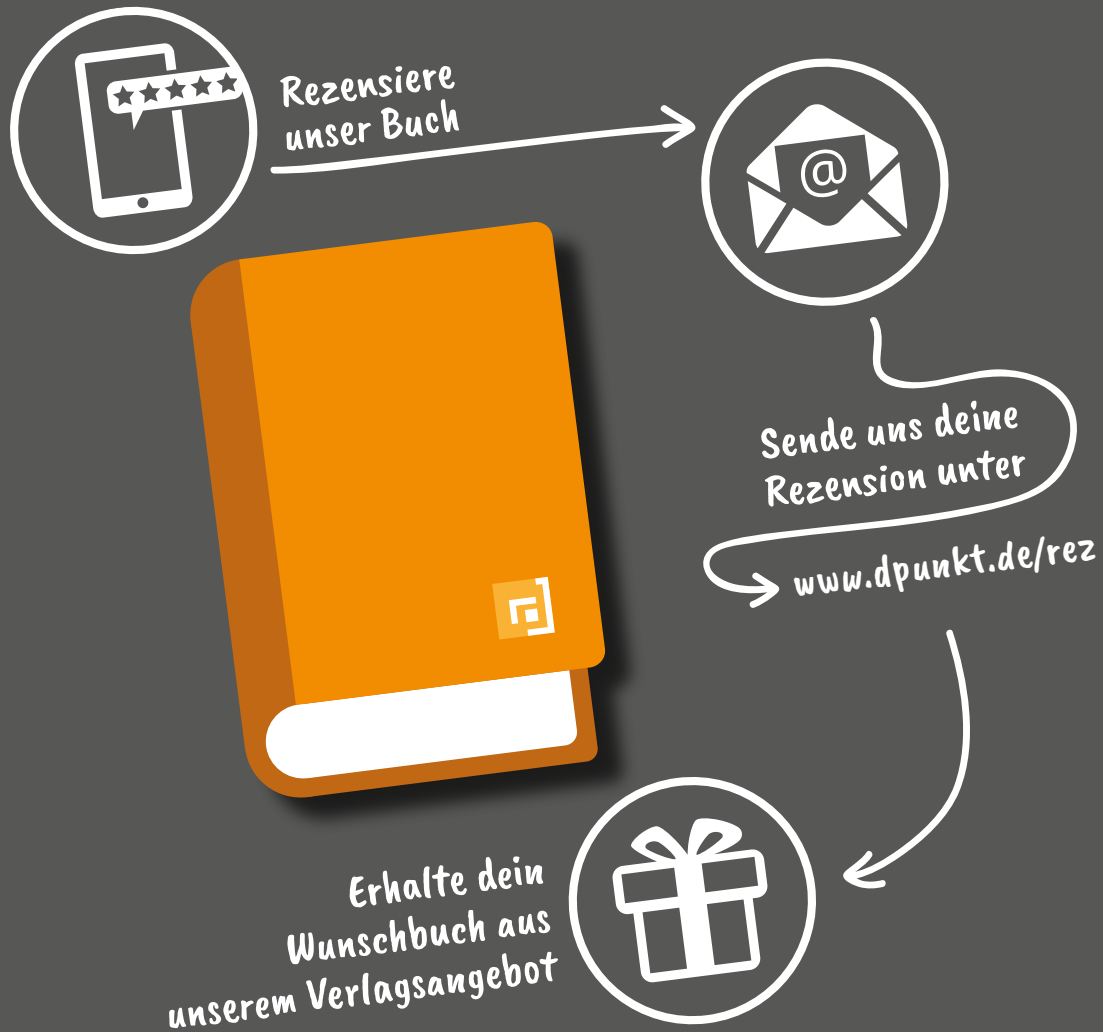 Rezensiere
unser Buch
@
Sende uns deine
Rezension unter
www.dpunkt.de/rez
Erhalte dein
Wunschbuch aus
unserem Verlagsangebot